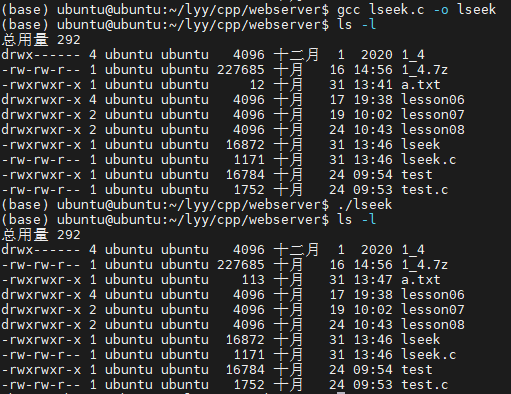 (base) ubuntu@ubuntu:~/lyy/cpp/webserver$ gcc lseek.c -o lseek
(base) ubuntu@ubuntu:~/lyy/cpp/webserver$ ls -l
总用量 292
drwx------ 4 ubuntu ubuntu   4096 十二月  1  2020 1_4
-rw-rw-r-- 1 ubuntu ubuntu 227685 十月   16 14:56 1_4.7z
-rwxrwxr-x 1 ubuntu ubuntu     12 十月   31 13:41 a.txt
drwxrwxr-x 4 ubuntu ubuntu   4096 十月   17 19:38 lesson06
drwxrwxr-x 2 ubuntu ubuntu   4096 十月   19 10:02 lesson07
drwxrwxr-x 2 ubuntu ubuntu   4096 十月   24 10:43 lesson08
-rwxrwxr-x 1 ubuntu ubuntu  16872 十月   31 13:46 lseek
-rw-rw-r-- 1 ubuntu ubuntu   1171 十月   31 13:46 lseek.c
-rwxrwxr-x 1 ubuntu ubuntu  16784 十月   24 09:54 test
-rw-rw-r-- 1 ubuntu ubuntu   1752 十月   24 09:53 test.c
(base) ubuntu@ubuntu:~/lyy/cpp/webserver$ ./lseek
(base) ubuntu@ubuntu:~/lyy/cpp/webserver$ ls -l
总用量 292
drwx------ 4 ubuntu ubuntu   4096 十二月  1  2020 1_4
-rw-rw-r-- 1 ubuntu ubuntu 227685 十月   16 14:56 1_4.7z
-rwxrwxr-x 1 ubuntu ubuntu    113 十月   31 13:47 a.txt
drwxrwxr-x 4 ubuntu ubuntu   4096 十月   17 19:38 lesson06
drwxrwxr-x 2 ubuntu ubuntu   4096 十月   19 10:02 lesson07
drwxrwxr-x 2 ubuntu ubuntu   4096 十月   24 10:43 lesson08
-rwxrwxr-x 1 ubuntu ubuntu  16872 十月   31 13:46 lseek
-rw-rw-r-- 1 ubuntu ubuntu   1171 十月   31 13:46 lseek.c
-rwxrwxr-x 1 ubuntu ubuntu  16784 十月   24 09:54 test
-rw-rw-r-- 1 ubuntu ubuntu   1752 十月   24 09:53 test.c